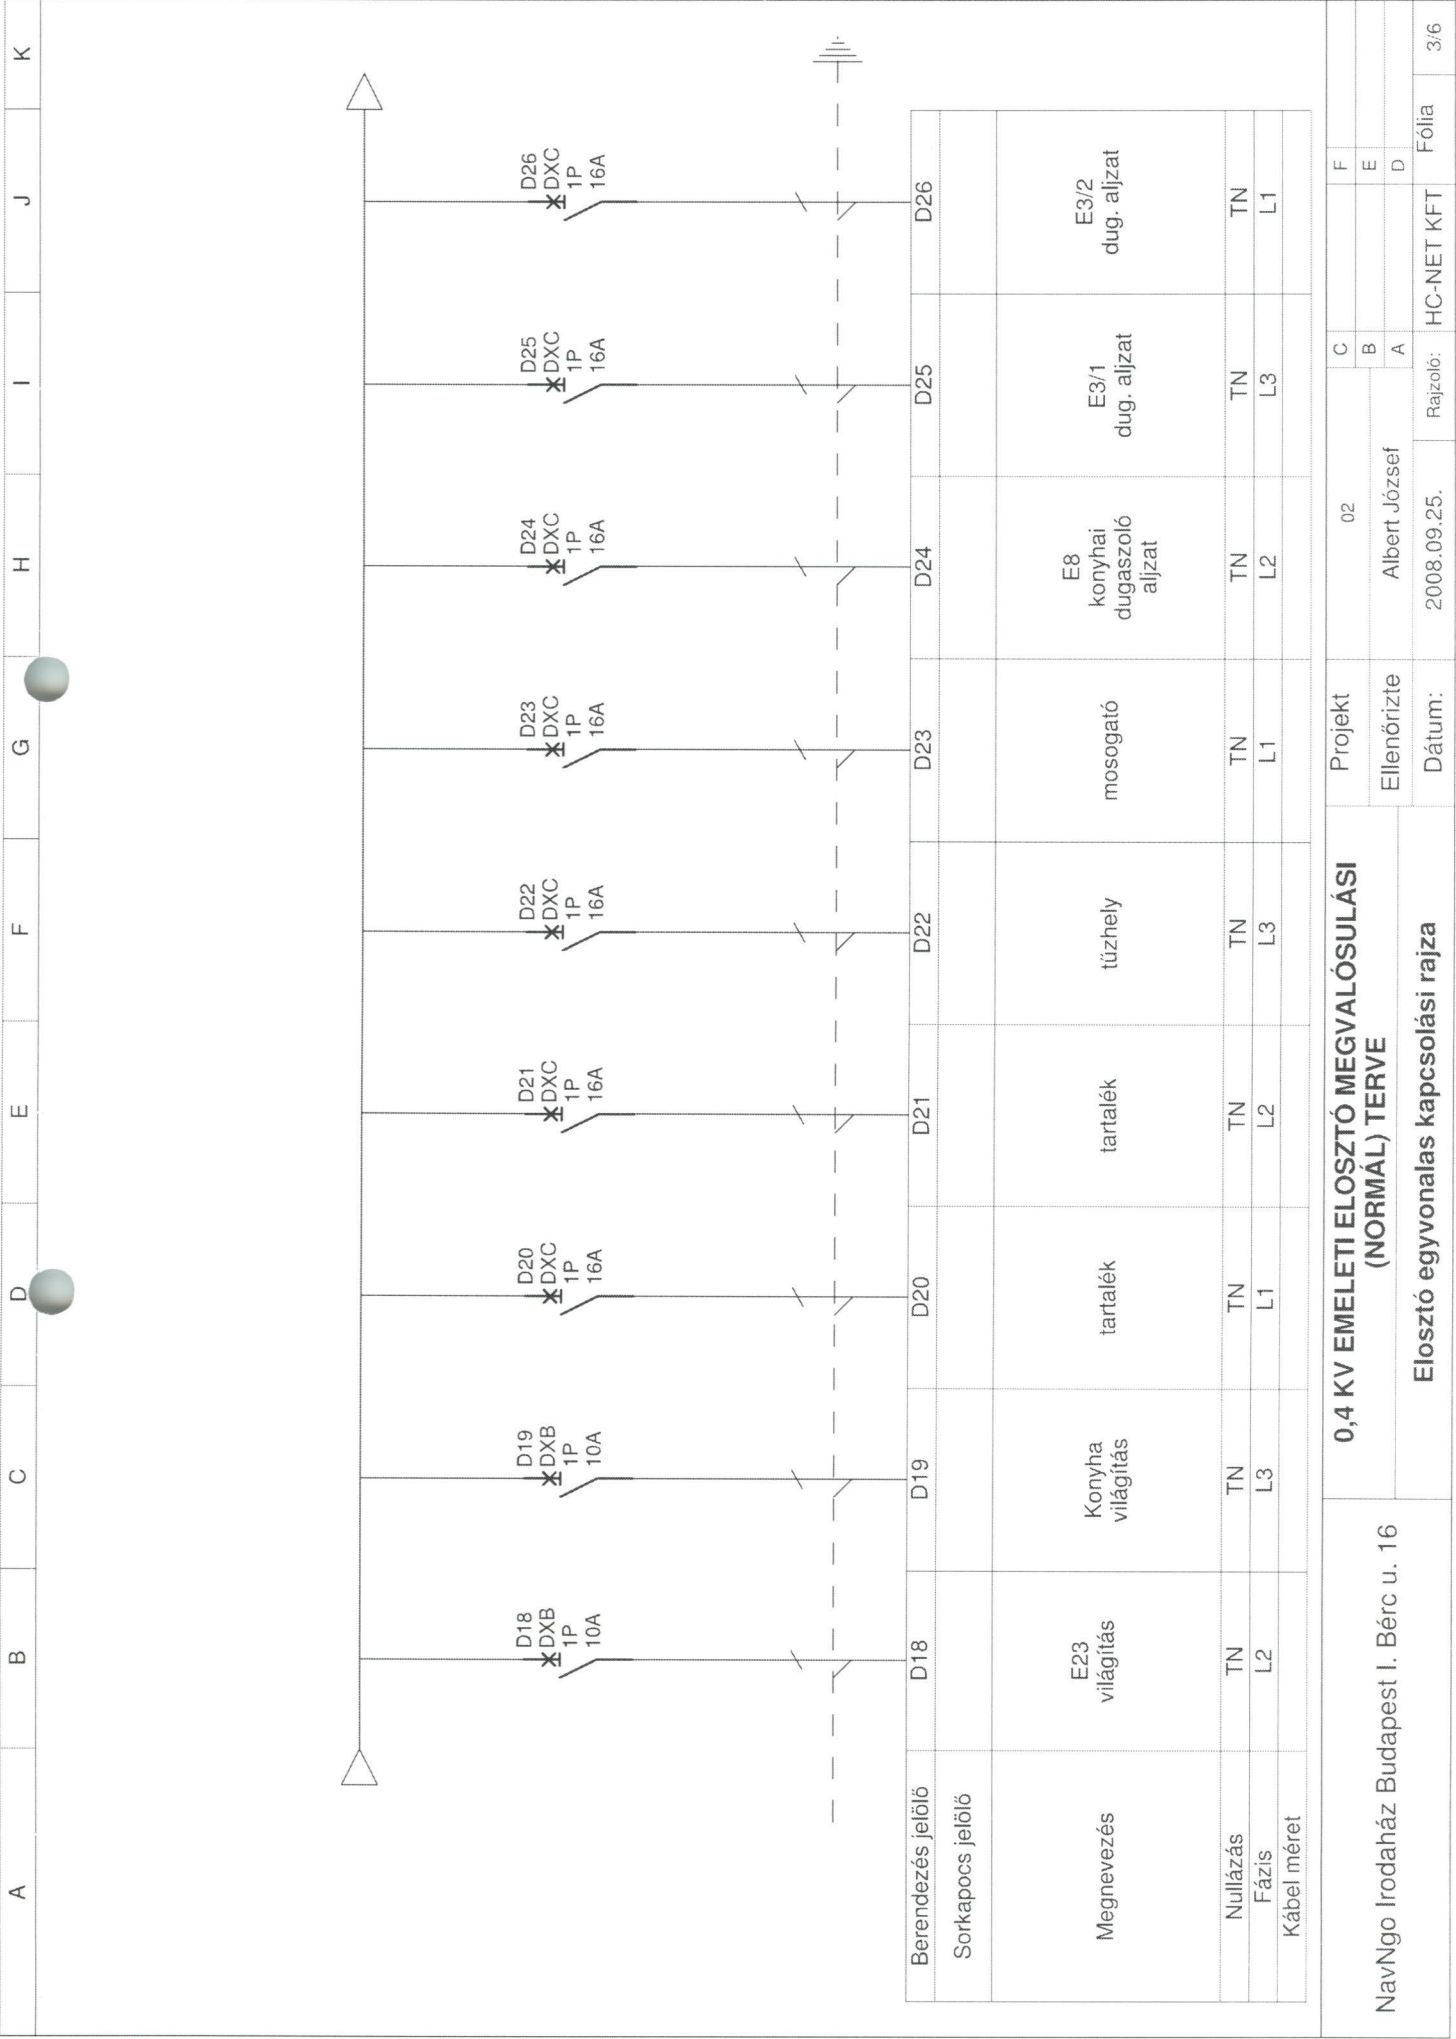 A B C D E F G H I J K
D18 D19 D20 D21 D22 D23 D24 D25 D26
DXB DXB DXC DXC DXC DXC DXC DXC DXC
1P 1P 1P 1P 1P 1P 1P 1P 1P
10A 10A 16A 16A 16A 16A 16A 16A 16A
Berendezés jelölő D18 D19 D20 D21 D22 D23 D24 D25 D26
Sorkapocs jelölő
Megnevezés
E23
világítás
Konyha
világítás
tartalék
tartalék
tűzhely
mosogató
E8
konyhai
dugaszoló
aljzat
E3/1
dug. aljzat
E3/2
dug. aljzat
Nullázás TN TN TN TN TN TN TN TN TN
Fázis L2 L3 L1 L2 L3 L1 L2 L3 L1
Kábel méret
NavNgo Irodaház Budapest I. Bérc u. 16
0,4 KV EMELETI ELOSZTÓ MEGVALÓSULÁSI
(NORMÁL) TERVE
Elosztó egyvonalas kapcsolási rajza
Projekt 02
Ellenőrizte Albert József
Dátum: 2008.09.25.
C F
B E
A D
Rajzoló: HC-NET KFT
Fólia 3/6